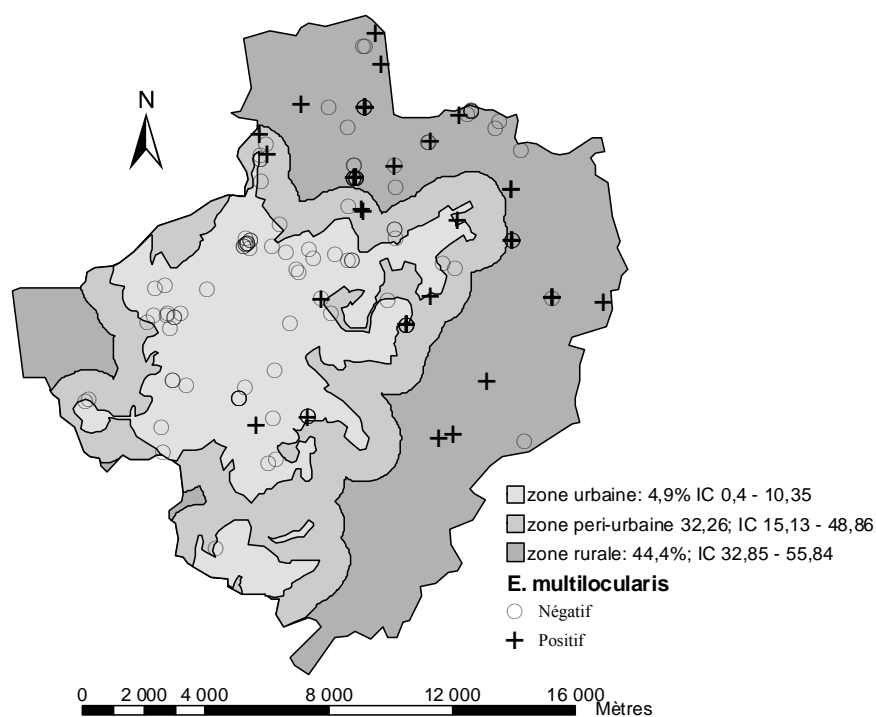 N
zone urbaine: 4,9% IC 0,4 - 10,35
zone peri-urbaine 32,26; IC 15,13 - 48,86
zone rurale: 44,4%; IC 32,85 - 55,84
E. multilocularis
Négatif
Positif
0 2 000 4 000 8 000 12 000 16 000
Mètres